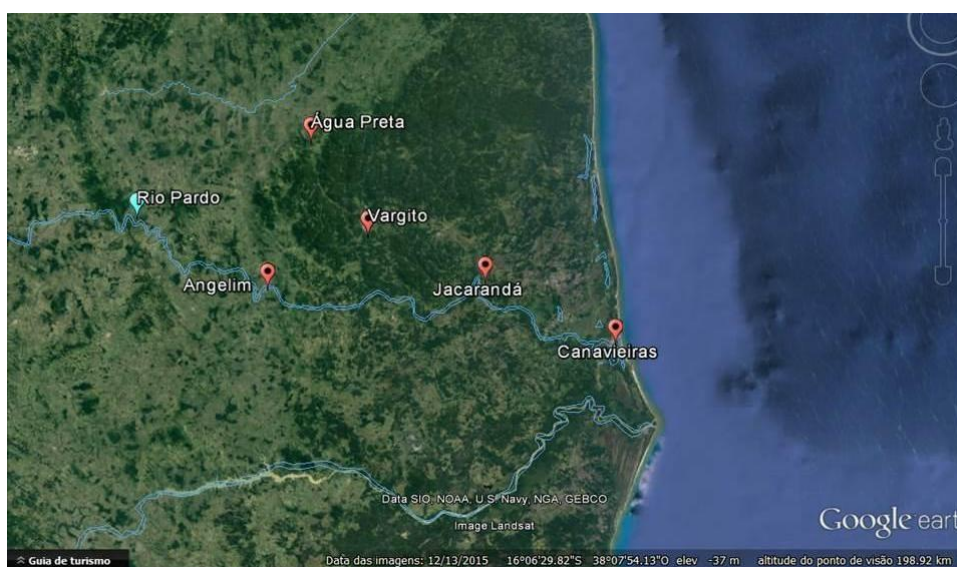 Água Preta
Rio Pardo
Vargito
Angelim
Jacarandá
Canavieiras
Data SIO, NOAA, U.S. Navy, NGA, GEBCO
Image Landsat
Google eart
Guia de turismo
Data das imagens: 12/13/2015 16°06'29.82"S 38°07'54.13"O elev -37 m altitude do ponto de visão 198.92 km